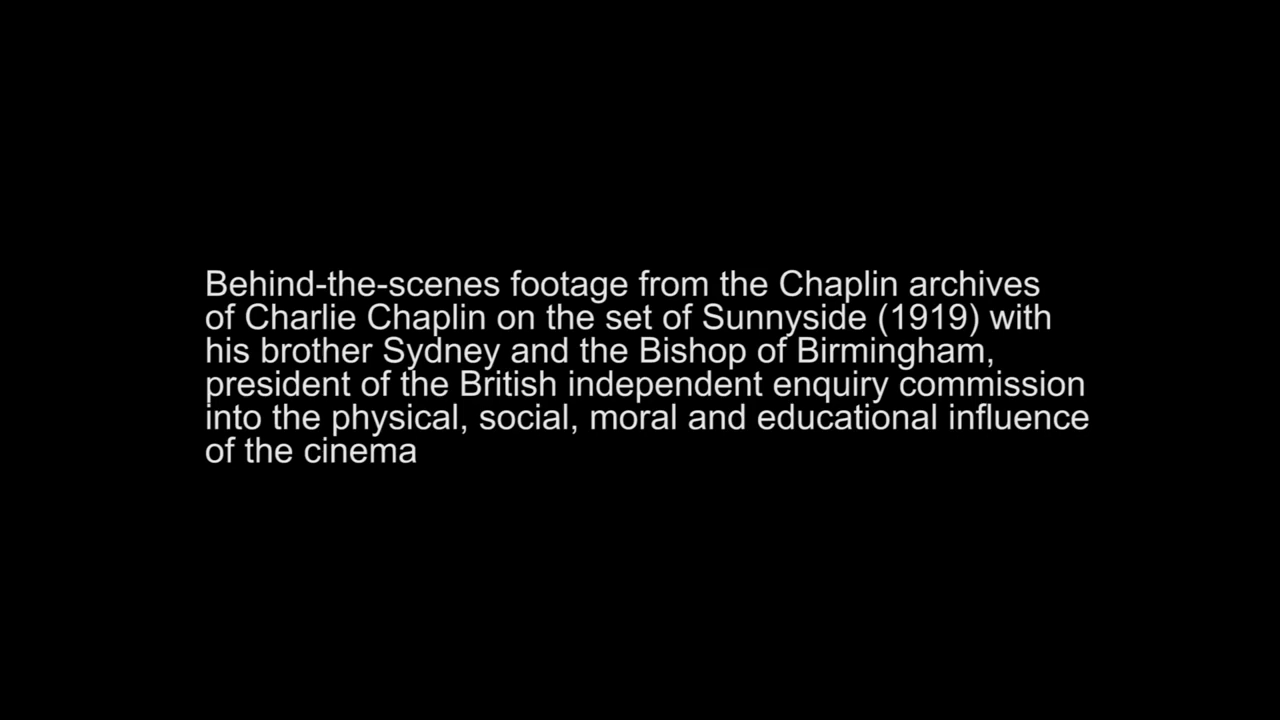 Behind-the-scenes footage from the Chaplin archives
of Charlie Chaplin on the set of Sunnyside (1919) with
his brother Sydney and the Bishop of Birmingham,
president of the British independent enquiry commission
into the physical, social, moral and educational influence
of the cinema